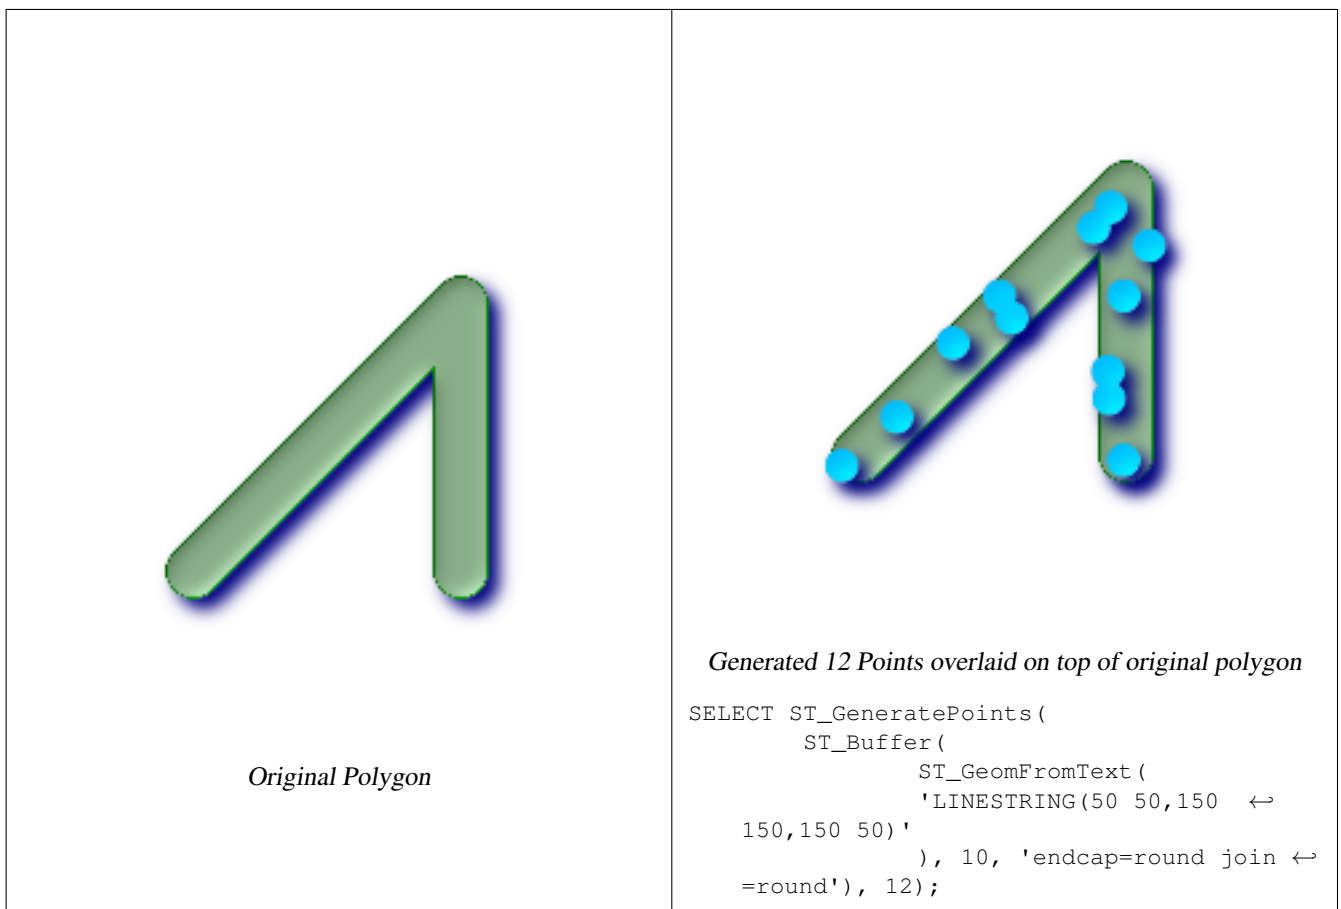 Original Polygon
Generated 12 Points overlaid on top of original polygon
SELECT ST_GeneratePoints(
ST_Buffer(
ST_GeomFromText(
'LINESTRING(50 50,150 ↩
150,150 50)'
), 10, 'endcap=round join ↩
=round'), 12);